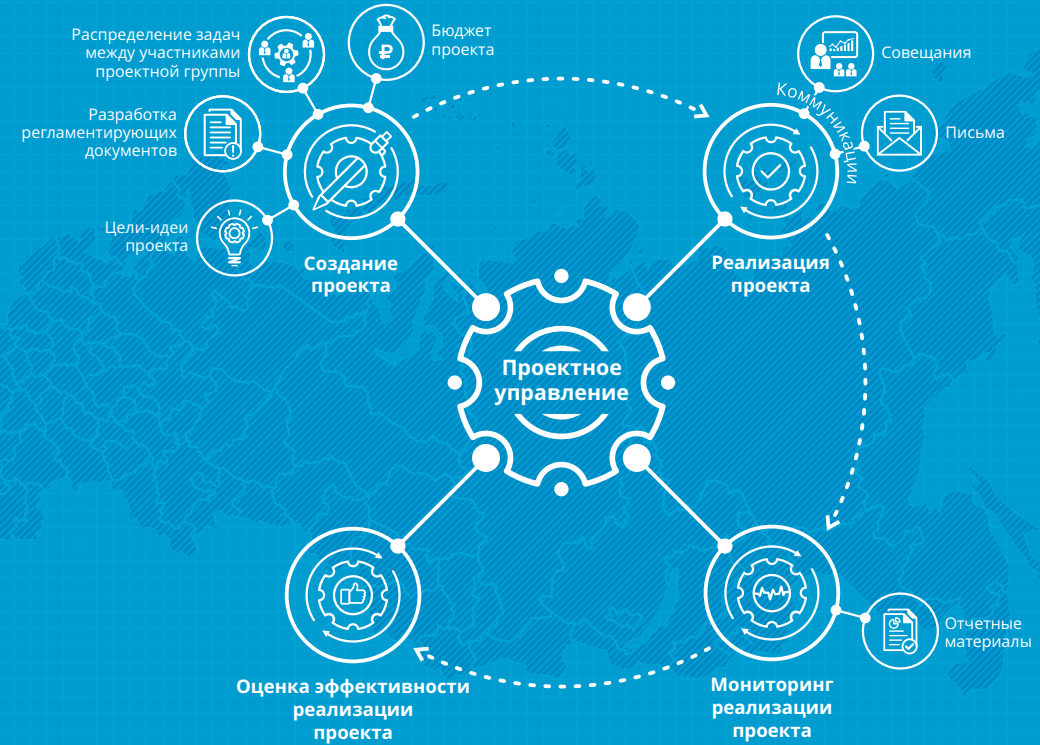 Распределение задач
между участниками
проектной группы
Бюджет
проекта
Разработка
регламентирующих
документов
Цели-идеи
проекта
Создание
проекта
Совещания
Коммуникации
Письма
Реализация
проекта
Проектное
управление
Отчетные
материалы
Мониторинг
реализации
проекта
Оценка эффективности
реализации
проекта